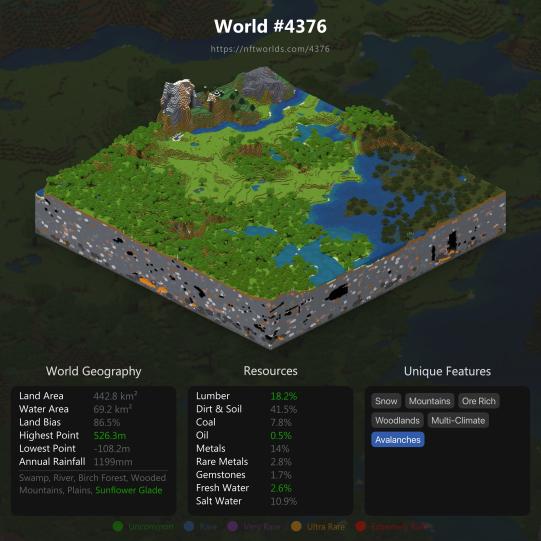 World #4376
https://nftworlds.com/4376
World Geography
Land Area 442.8 km²
Water Area 69.2 km²
Land Bias 86.5%
Highest Point 526.3m
Lowest Point -108.2m
Annual Rainfall 1199mm
Swamp, River, Birch Forest, Wooded
Mountains, Plains, Sunflower Glade
Resources
Lumber 18.2%
Dirt & Soil 41.5%
Coal 7.8%
Oil 0.5%
Metals 14%
Rare Metals 2.8%
Gemstones 1.7%
Fresh Water 2.6%
Salt Water 10.9%
Unique Features
Snow Mountains Ore Rich
Woodlands Multi-Climate
Avalanches
Uncommon Rare Very Rare Ultra Rare Extremely Rare